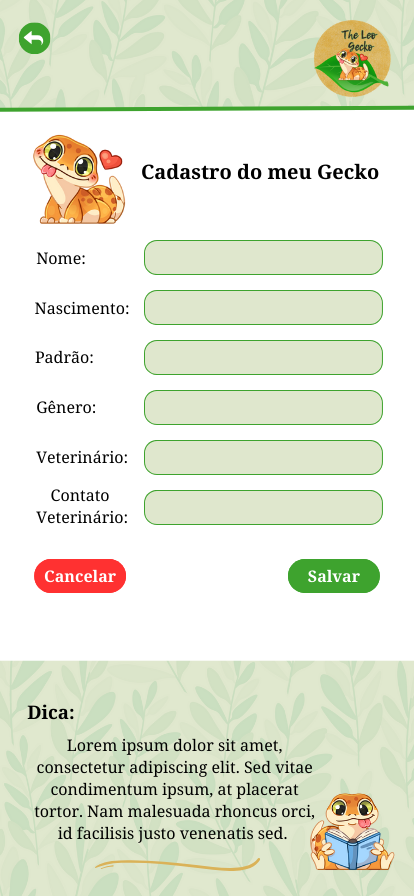 The Leo
Gecko
Cadastro do meu Gecko
Nome:
Nascimento:
Padrão:
Gênero:
Veterinário:
Contato
Veterinário:
Cancelar
Salvar
Dica:
Lorem ipsum dolor sit amet,
consectetur adipiscing elit. Sed vitae
condimentum ipsum, at placerat
tortor. Nam malesuada rhoncus orci,
id facilisis justo venenatis sed.